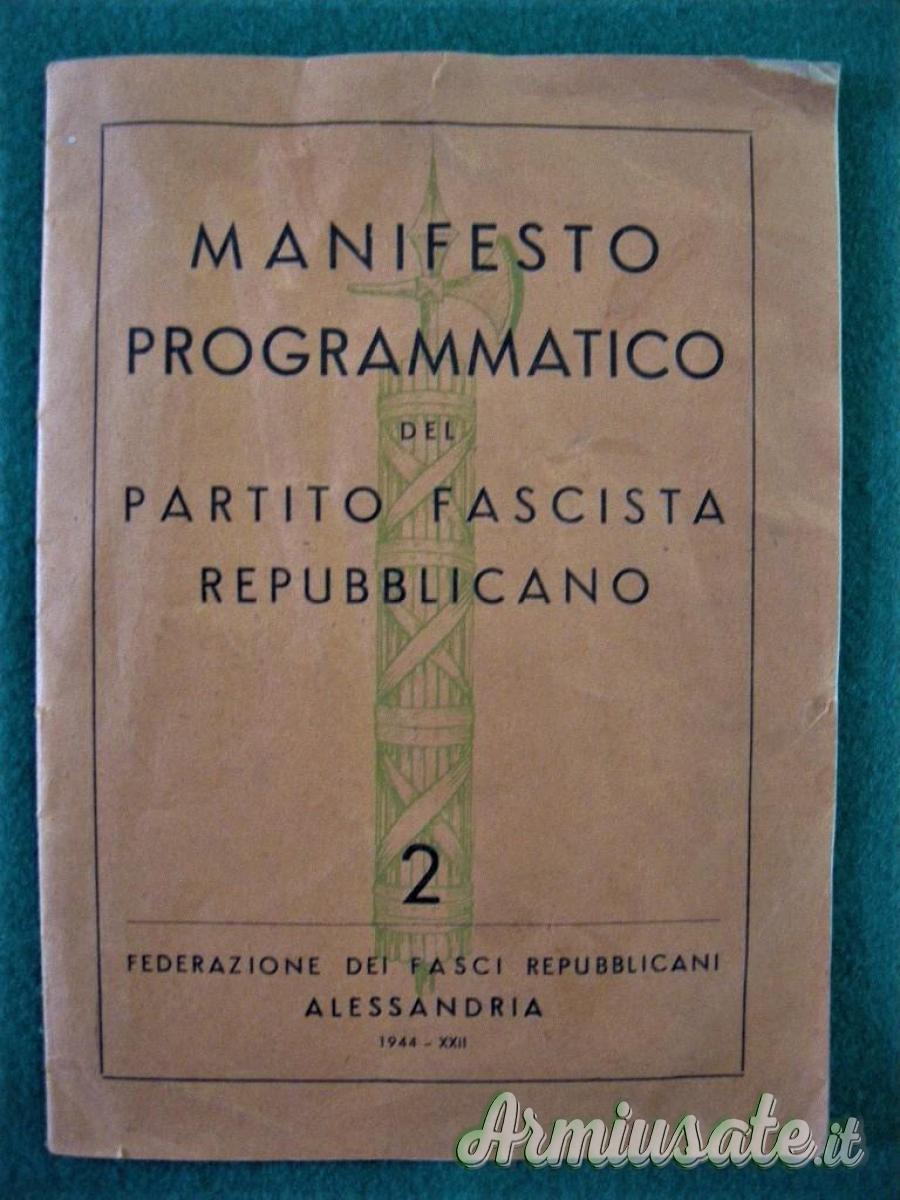 MANIFESTO
PROGRAMMATICO
DEL
PARTITO FASCISTA
REPUBBLICANO
2
FEDERAZIONE DEI FASCI REPUBBLICANI
ALESSANDRIA
1944 - XXII
Armiusate.it